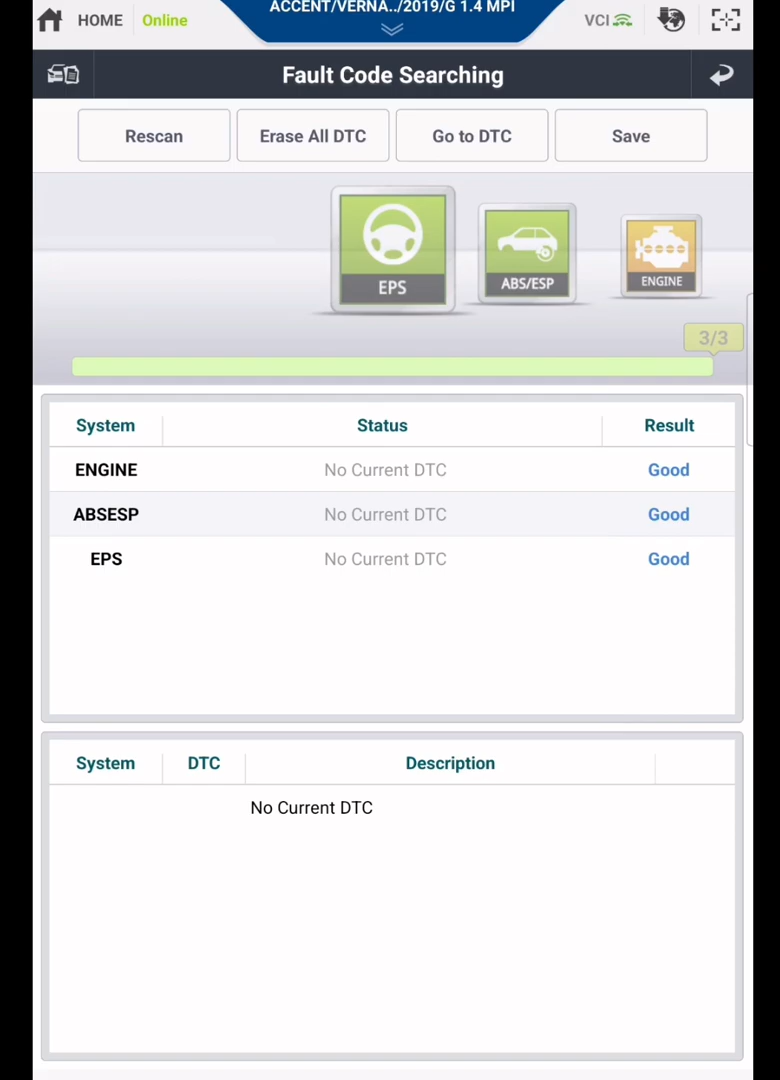 ACCENT/VERNA../2019/G 1.4 MPI
HOME
Online
VCI
Fault Code Searching
Rescan
Erase All DTC
Go to DTC
Save
EPS
ABS/ESP
ENGINE
3/3
System Status Result
ENGINE No Current DTC Good
ABSESP No Current DTC Good
EPS No Current DTC Good
System DTC Description
No Current DTC